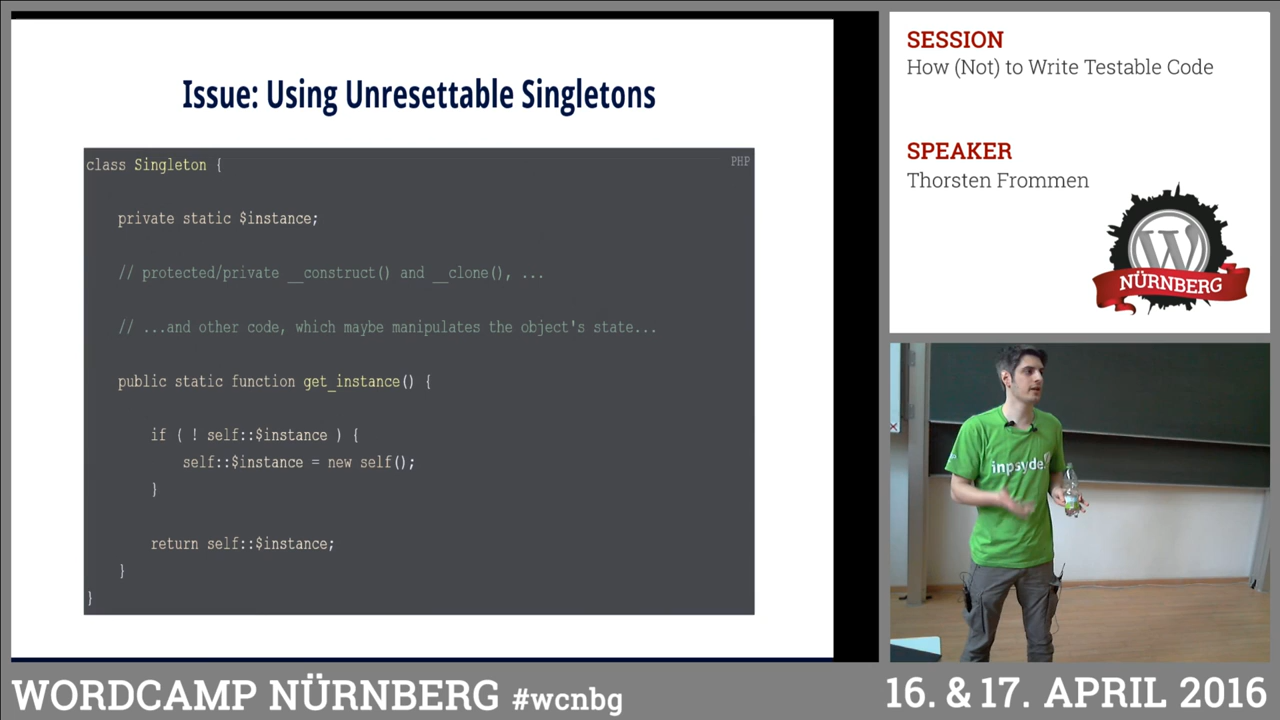 Issue: Using Unresettable Singletons
PHP
class Singleton {
private static $instance;
// protected/private __construct() and __clone(), ...
// ...and other code, which maybe manipulates the object's state...
public static function get_instance() {
if ( ! self::$instance ) {
self::$instance = new self();
}
return self::$instance;
}
}
SESSION
How (Not) to Write Testable Code
SPEAKER
Thorsten Frommen
W
NÜRNBERG
inpsyde
WORDCAMP NÜRNBERG #wcnbg
16. & 17. APRIL 2016